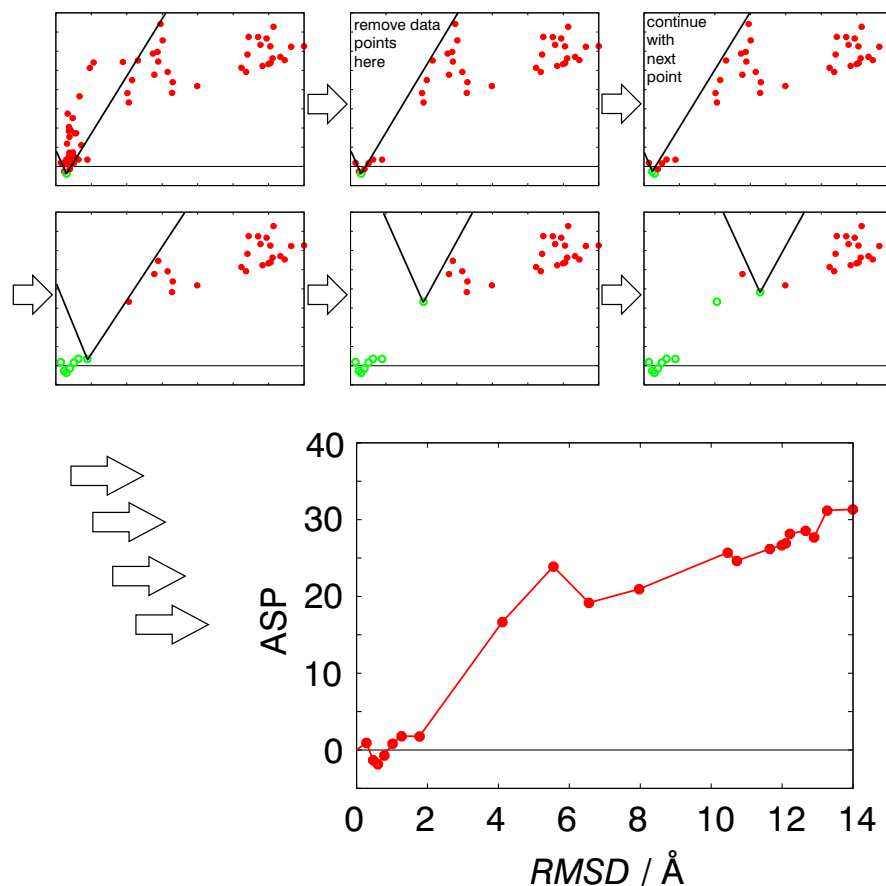 remove data
points
here
continue
with
next
point
40
30
20
10
0
ASP
0 2 4 6 8 10 12 14
RMSD / Å